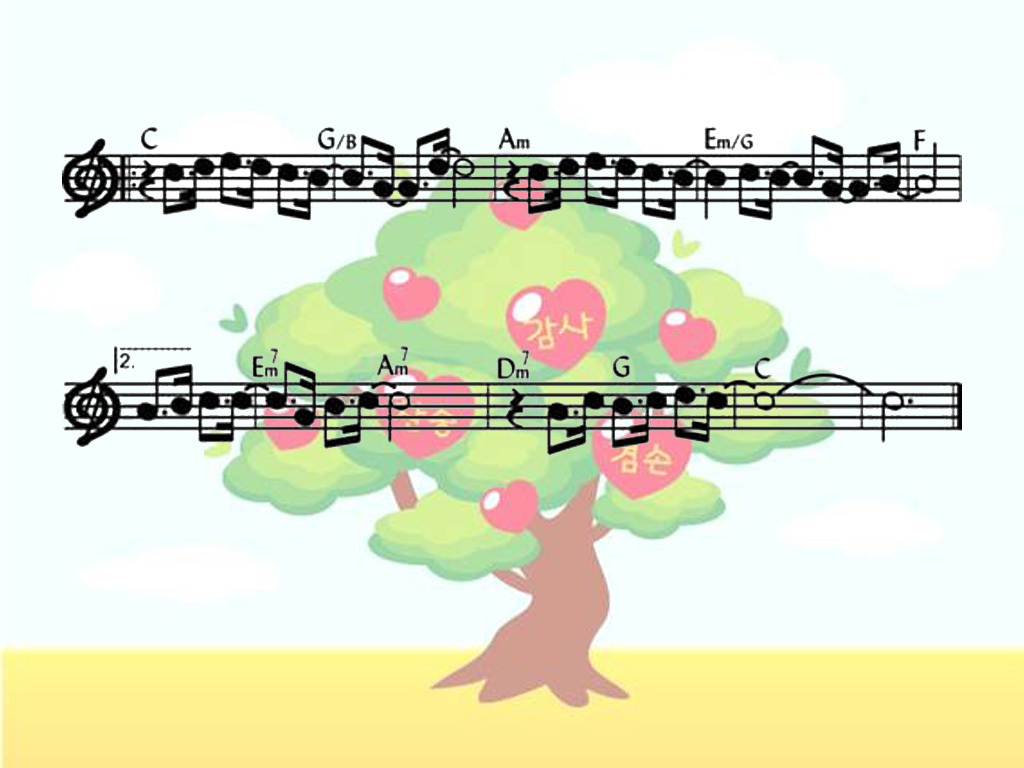 C G/B Am Em/G F
감사
2. Em7 Am7 Dm7 G C
겸손